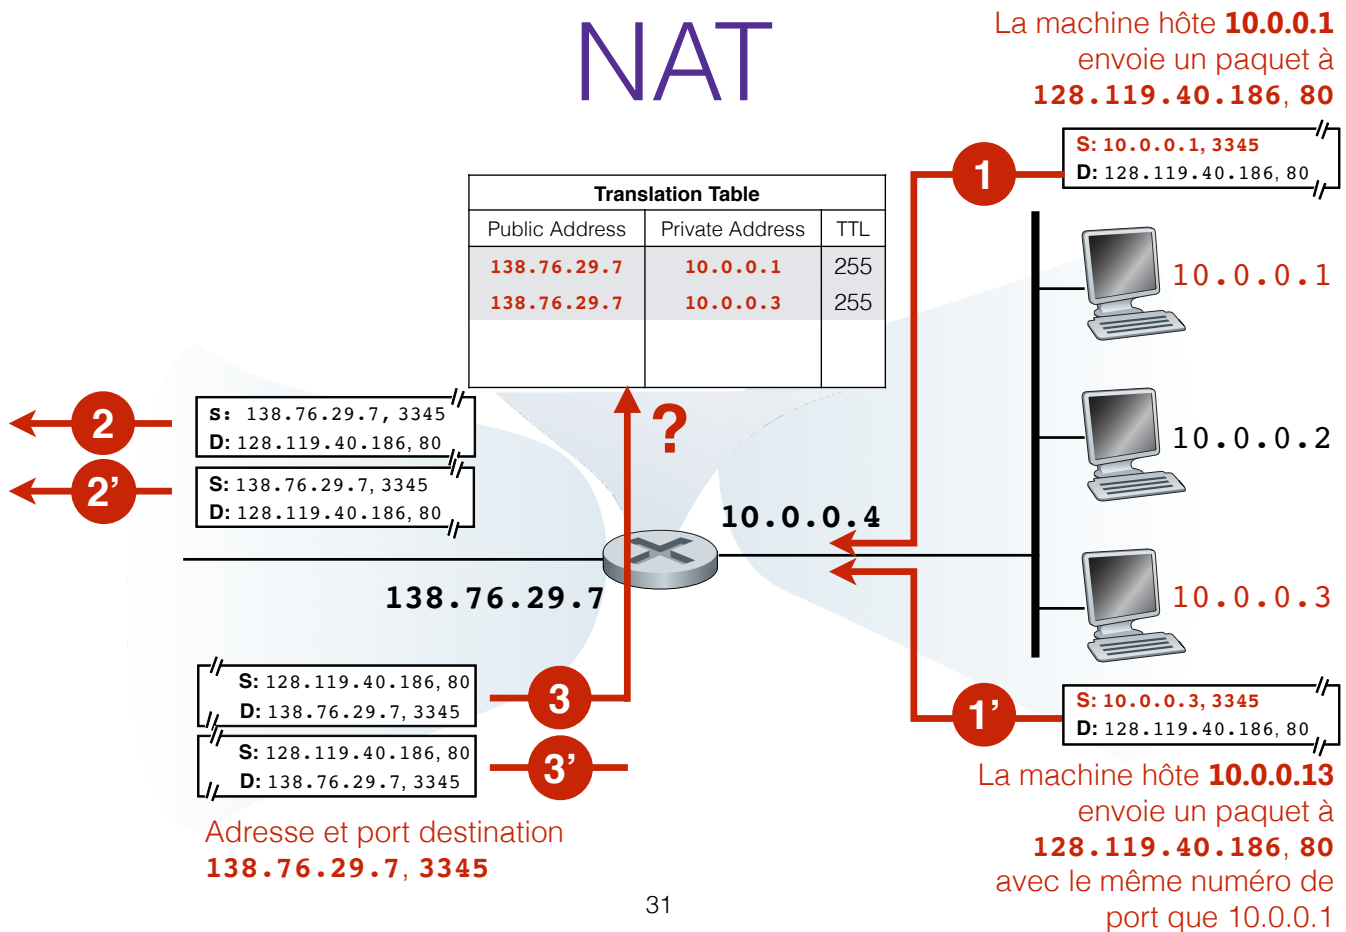 NAT
La machine hôte 10.0.0.1
envoie un paquet à
128.119.40.186, 80
S: 10.0.0.1, 3345
D: 128.119.40.186, 80
1
Translation Table
Public Address Private Address TTL
138.76.29.7 10.0.0.1 255
138.76.29.7 10.0.0.3 255
10.0.0.1
2
S: 138.76.29.7, 3345
D: 128.119.40.186, 80
?
10.0.0.2
2’
S: 138.76.29.7, 3345
D: 128.119.40.186, 80
10.0.0.4
138.76.29.7
10.0.0.3
S: 128.119.40.186, 80
D: 138.76.29.7, 3345
3
S: 128.119.40.186, 80
D: 138.76.29.7, 3345
3’
1’
S: 10.0.0.3, 3345
D: 128.119.40.186, 80
Adresse et port destination
138.76.29.7, 3345
La machine hôte 10.0.0.13
envoie un paquet à
128.119.40.186, 80
avec le même numéro de
port que 10.0.0.1
31